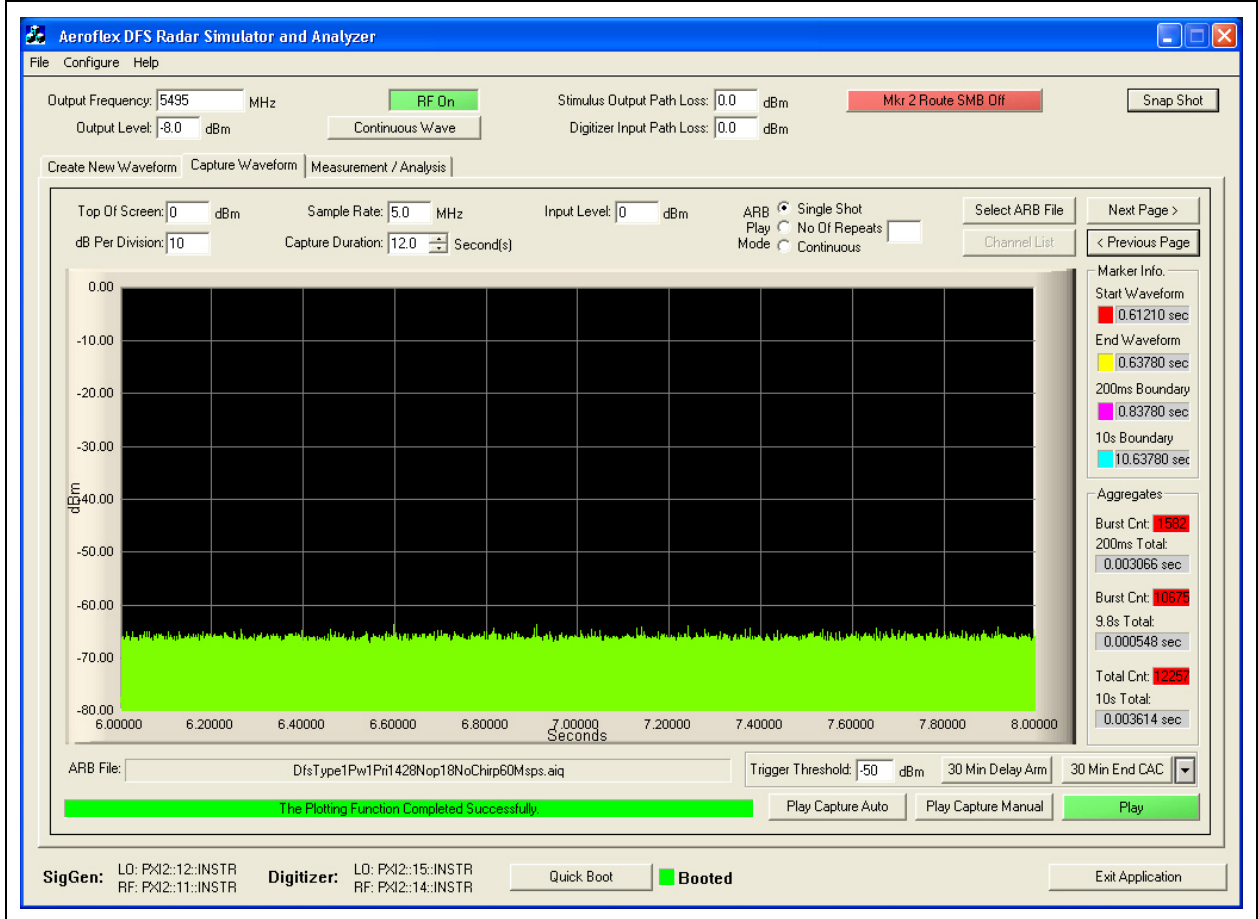 Aeroflex DFS Radar Simulator and Analyzer
File Configure Help
Output Frequency: 5495 MHz RF On Stimulus Output Path Loss: 0.0 dBm Mkr 2 Route SMB Off Snap Shot
Output Level: -8.0 dBm Continuous Wave Digitizer Input Path Loss: 0.0 dBm
Create New Waveform Capture Waveform Measurement / Analysis
Top Of Screen: 0 dBm Sample Rate: 5.0 MHz Input Level: 0 dBm ARB Play Mode Single Shot Select ARB File Next Page >
No Of Repeats
dB Per Division: 10 Capture Duration: 12.0 Second(s) Continuous Channel List < Previous Page
Marker Info.
Start Waveform
0.61210 sec
End Waveform
0.63780 sec
200ms Boundary
0.83780 sec
10s Boundary
10.63780 sec
Aggregates
Burst Cnt: 1582
200ms Total:
0.003066 sec
Burst Cnt: 10675
9.8s Total:
0.000548 sec
Total Cnt: 12257
10s Total:
0.003614 sec
0.00
-10.00
-20.00
-30.00
-40.00
-50.00
-60.00
-70.00
-80.00
dBm
6.00000 6.20000 6.40000 6.60000 6.80000 7.00000 7.20000 7.40000 7.60000 7.80000 8.00000
Seconds
ARB File: DfsType1Pw1Pri1428Nop18NoChirp60Msps.aiq Trigger Threshold: -50 dBm 30 Min Delay Arm 30 Min End CAC
The Plotting Function Completed Successfully. Play Capture Auto Play Capture Manual Play
SigGen: LO: PXI2::12::INSTR Digitizer: LO: PXI2::15::INSTR Quick Boot Booted Exit Application
RF: PXI2::11::INSTR RF: PXI2::14::INSTR